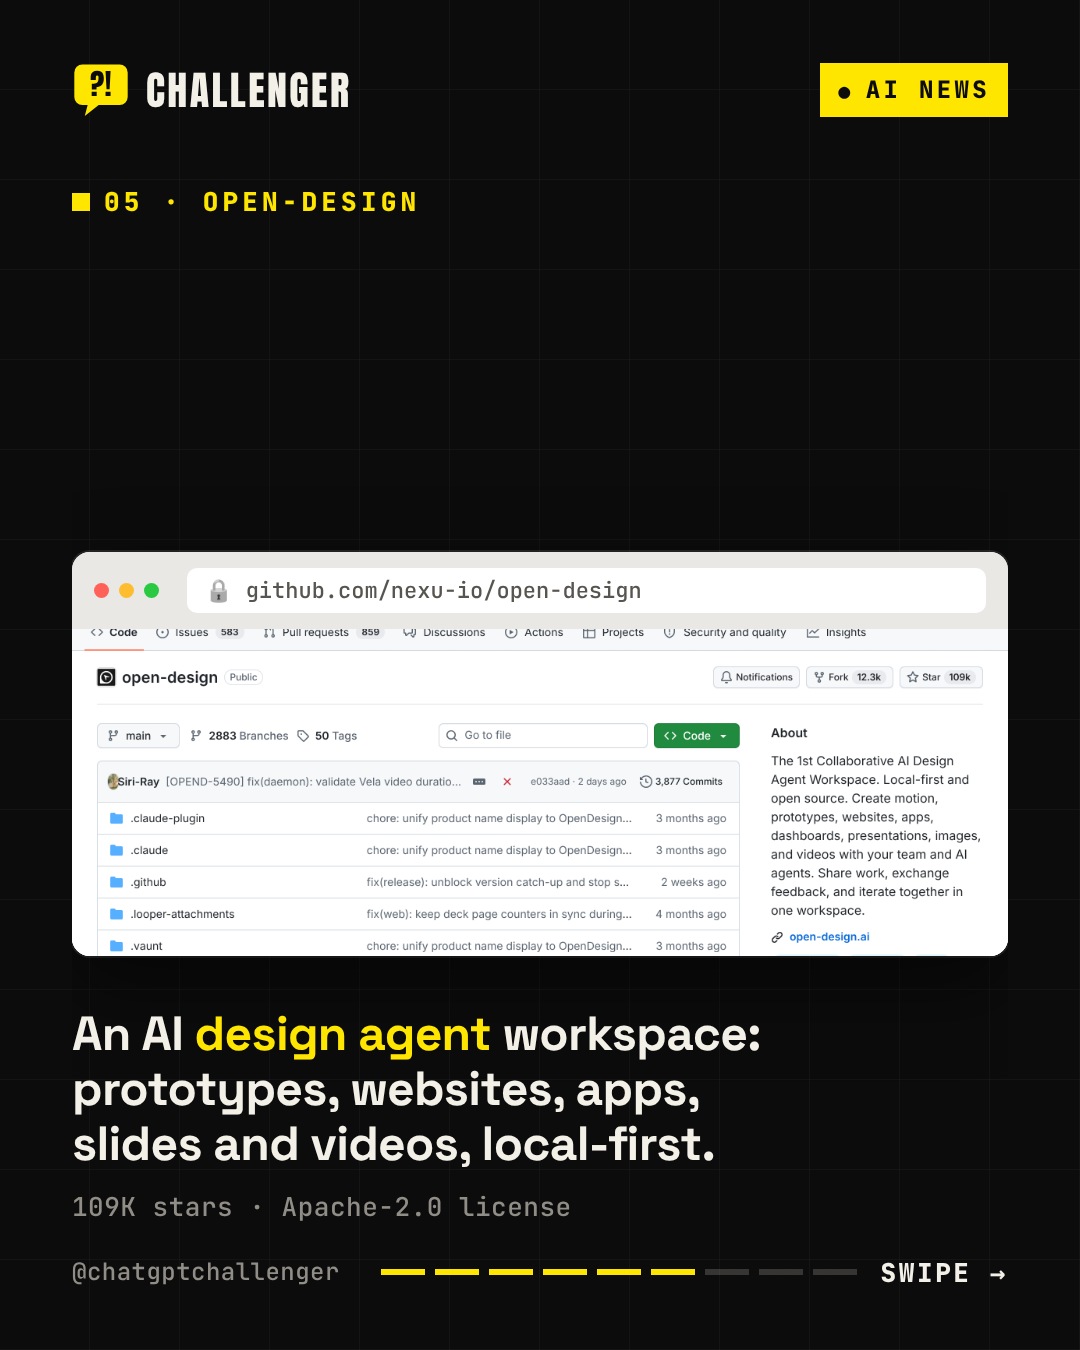 ?! CHALLENGER
● AI NEWS
05 · OPEN-DESIGN
github.com/nexu-io/open-design
Code Issues 583 Pull requests 859 Discussions Actions Projects Security and quality Insights
open-design Public
Notifications Fork 12.3k Star 109k
main 2883 Branches 50 Tags Go to file Code
Siri-Ray [OPEND-5490] fix(daemon): validate Vela video duratio... e033aad · 2 days ago 3,877 Commits
.claude-plugin chore: unify product name display to OpenDesign... 3 months ago
.claude chore: unify product name display to OpenDesign... 3 months ago
.github fix(release): unblock version catch-up and stop s... 2 weeks ago
.looper-attachments fix(web): keep deck page counters in sync during... 4 months ago
.vaunt chore: unify product name display to OpenDesign... 3 months ago
About
The 1st Collaborative AI Design
Agent Workspace. Local-first and
open source. Create motion,
prototypes, websites, apps,
dashboards, presentations, images,
and videos with your team and AI
agents. Share work, exchange
feedback, and iterate together in
one workspace.
open-design.ai
An AI design agent workspace:
prototypes, websites, apps,
slides and videos, local-first.
109K stars · Apache-2.0 license
@chatgptchallenger
SWIPE →